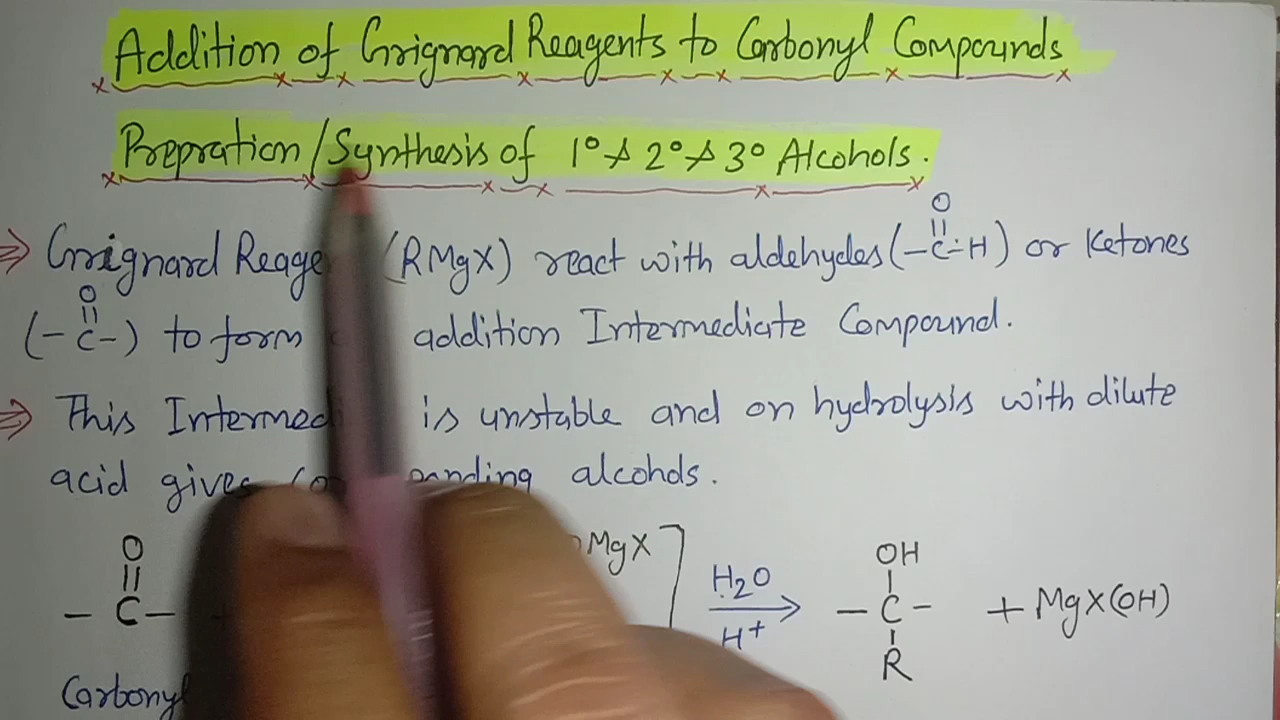 Addition of Grignard Reagents to Carbonyl Compounds
Prepration/Synthesis of 1°, 2°, 3° Alcohols.
⇒ Grignard Reage (RMgX) react with aldehydes (-C-H) or Ketones
O
O
(-C-) to form addition Intermediate Compound.
⇒ This Intermed is unstable and on hydrolysis with dilute
acid gives alcohols.
O
||
- C -
MgX ]
H2O
H+
OH
- C -
R
+ MgX(OH)
Carbonyl